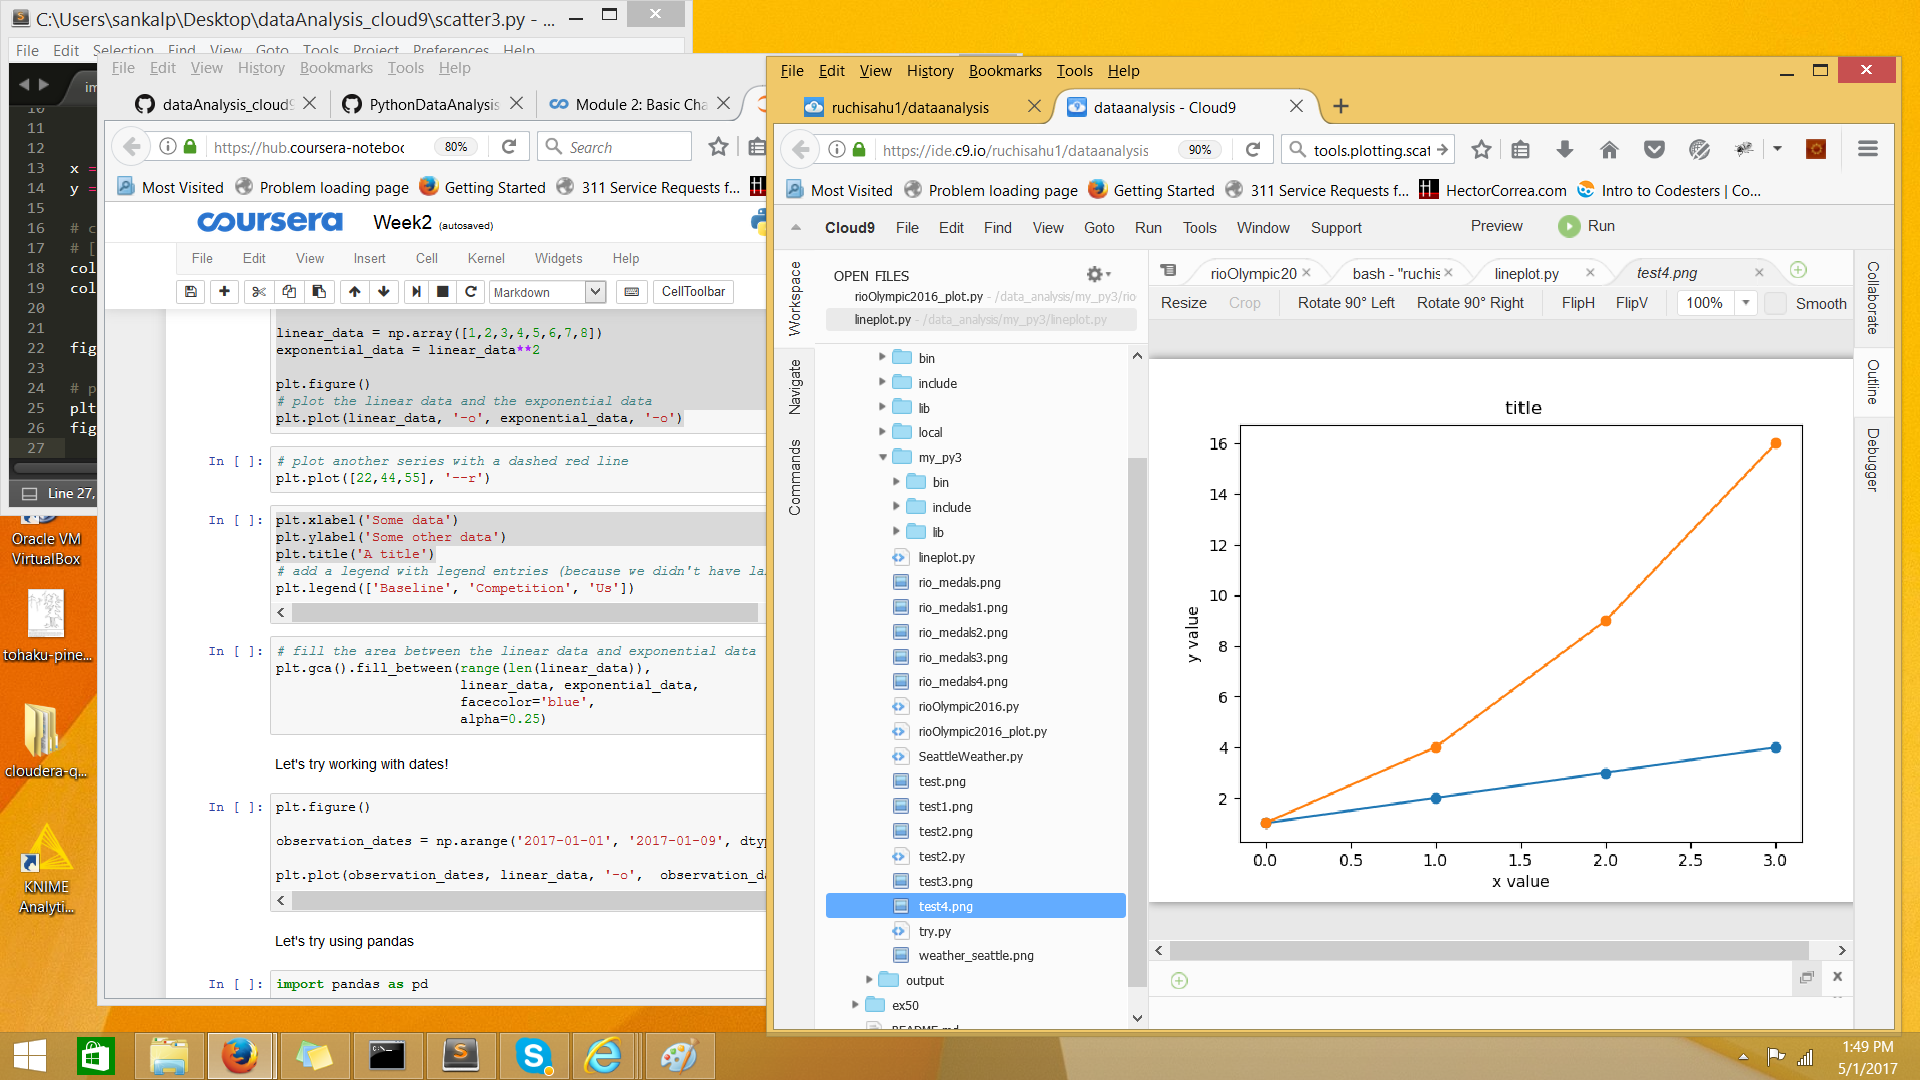 C:\Users\sankalp\Desktop\dataAnalysis_cloud9\scatter3.py - ...
File Edit Selection Find View Goto Tools Project Preferences Help
im
10
11
12
13 x =
14 y =
15
16 # c
17 # [
18 col
19 col
20
21
22 fig
23
24 # p
25 plt
26 fig
27
Line 27,
Oracle VM
VirtualBox
tohaku-pine...
cloudera-q...
KNIME
Analyti...
File Edit View History Bookmarks Tools Help
dataAnalysis_cloud9
PythonDataAnalysis
Module 2: Basic Cha
https://hub.coursera-notebooc
80%
Search
Most Visited Problem loading page Getting Started 311 Service Requests f...
coursera Week2 (autosaved)
File Edit View Insert Cell Kernel Widgets Help
Markdown CellToolbar
linear_data = np.array([1,2,3,4,5,6,7,8])
exponential_data = linear_data**2
plt.figure()
# plot the linear data and the exponential data
plt.plot(linear_data, '-o', exponential_data, '-o')
In [ ]: # plot another series with a dashed red line
plt.plot([22,44,55], '--r')
In [ ]: plt.xlabel('Some data')
plt.ylabel('Some other data')
plt.title('A title')
# add a legend with legend entries (because we didn't have la
plt.legend(['Baseline', 'Competition', 'Us'])
In [ ]: # fill the area between the linear data and exponential data
plt.gca().fill_between(range(len(linear_data)),
linear_data, exponential_data,
facecolor='blue',
alpha=0.25)
Let's try working with dates!
In [ ]: plt.figure()
observation_dates = np.arange('2017-01-01', '2017-01-09', dtyp
plt.plot(observation_dates, linear_data, '-o', observation_da
Let's try using pandas
In [ ]: import pandas as pd
File Edit View History Bookmarks Tools Help
ruchisahu1/dataanalysis
dataanalysis - Cloud9
https://ide.c9.io/ruchisahu1/dataanalysis
90%
tools.plotting.scat
Most Visited Problem loading page Getting Started 311 Service Requests f... HectorCorrea.com Intro to Codesters | Co...
Cloud9 File Edit Find View Goto Run Tools Window Support Preview Run
Workspace
Navigate
Commands
OPEN FILES
rioOlympic2016_plot.py - /data_analysis/my_py3/rio
lineplot.py - /data_analysis/my_py3/lineplot.py
bin
include
lib
local
my_py3
bin
include
lib
lineplot.py
rio_medals.png
rio_medals1.png
rio_medals2.png
rio_medals3.png
rio_medals4.png
rioOlympic2016.py
rioOlympic2016_plot.py
SeattleWeather.py
test.png
test1.png
test2.png
test2.py
test3.png
test4.png
try.py
weather_seattle.png
output
ex50
README.md
rioOlympic20
bash - "ruchis
lineplot.py
test4.png
Resize Crop Rotate 90° Left Rotate 90° Right FlipH FlipV 100% Smooth
title
16
14
12
10
8
6
4
2
y value
0.0 0.5 1.0 1.5 2.0 2.5 3.0
x value
Collaborate
Outline
Debugger
1:49 PM
5/1/2017